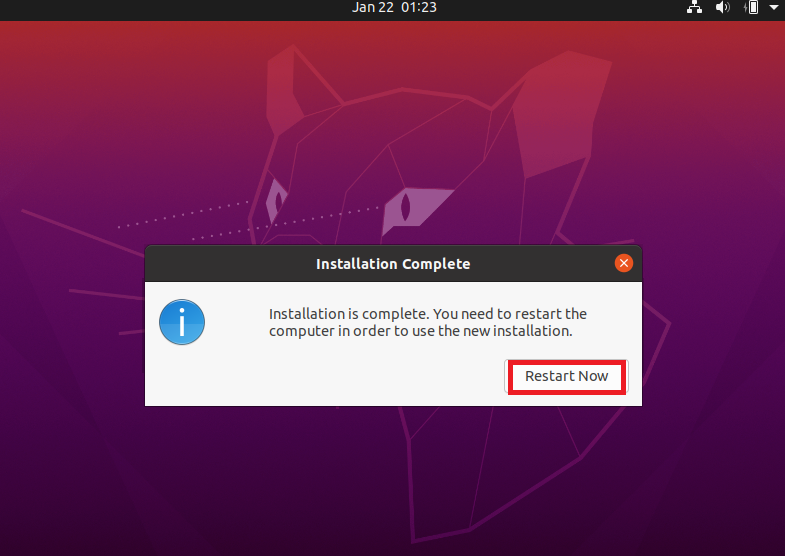 Jan 22 01:23
Installation Complete
Installation is complete. You need to restart the
computer in order to use the new installation.
Restart Now